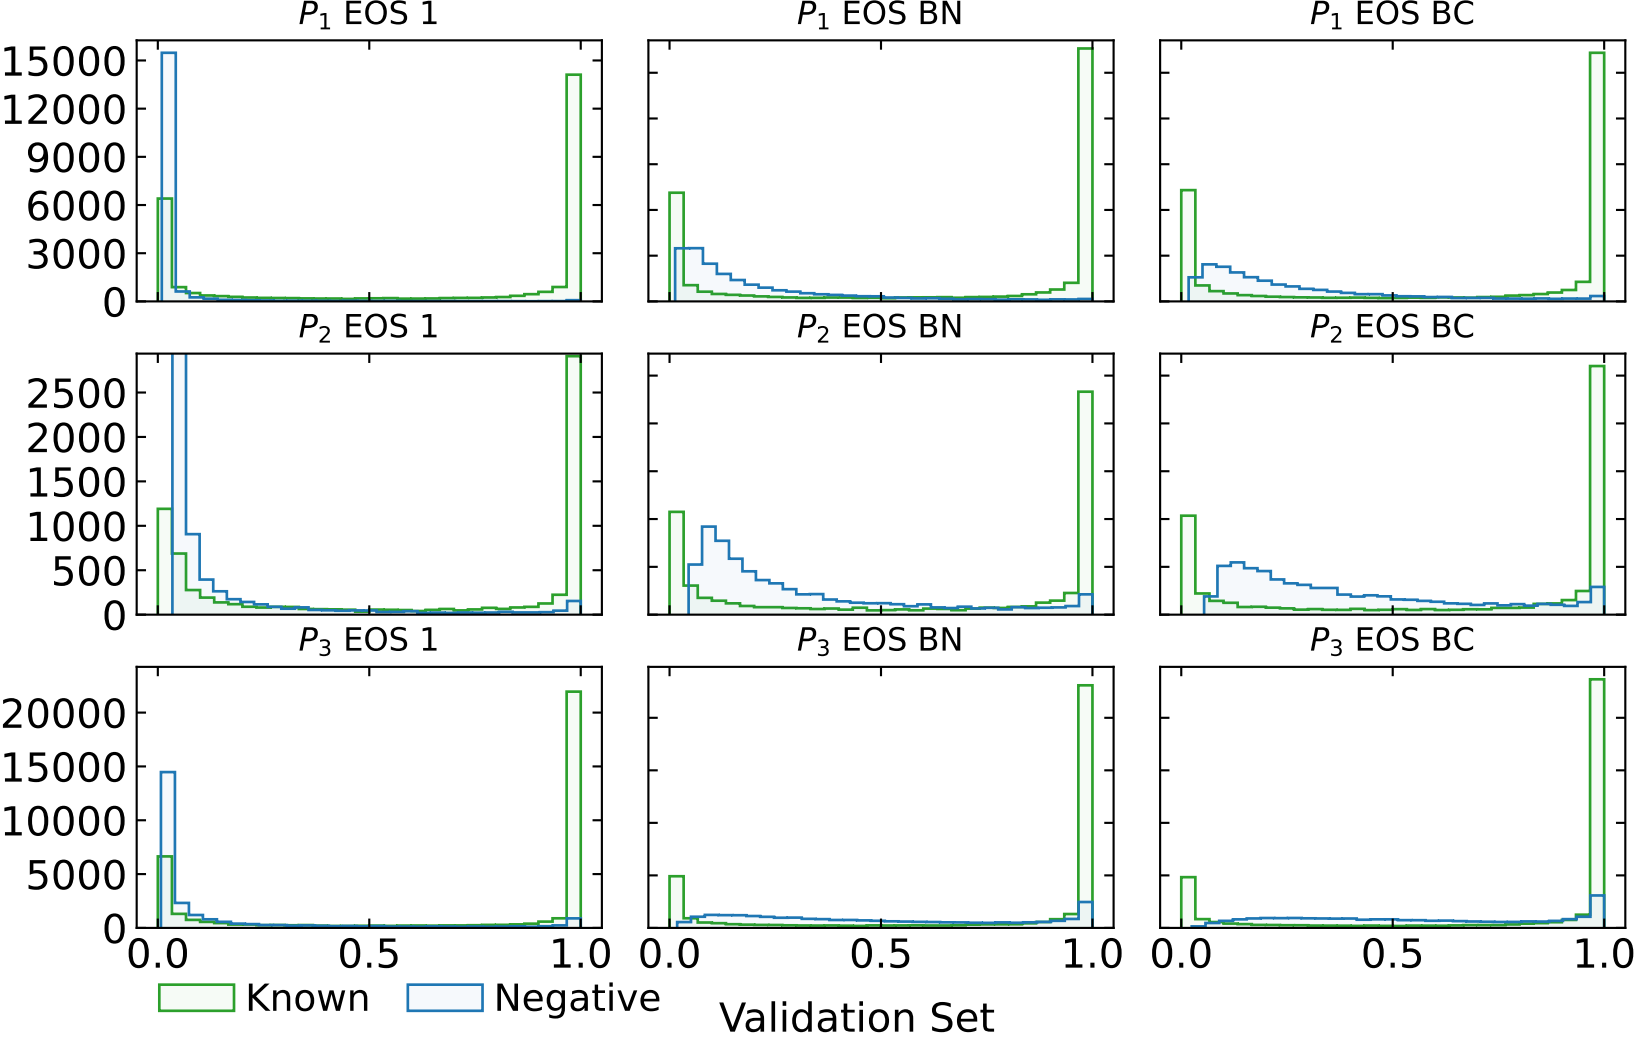 P1 EOS 1 P1 EOS BN P1 EOS BC
15000
12000
9000
6000
3000
0
P2 EOS 1 P2 EOS BN P2 EOS BC
2500
2000
1500
1000
500
0
P3 EOS 1 P3 EOS BN P3 EOS BC
20000
15000
10000
5000
0
0.0 0.5 1.0 0.0 0.5 1.0 0.0 0.5 1.0
Known Negative
Validation Set